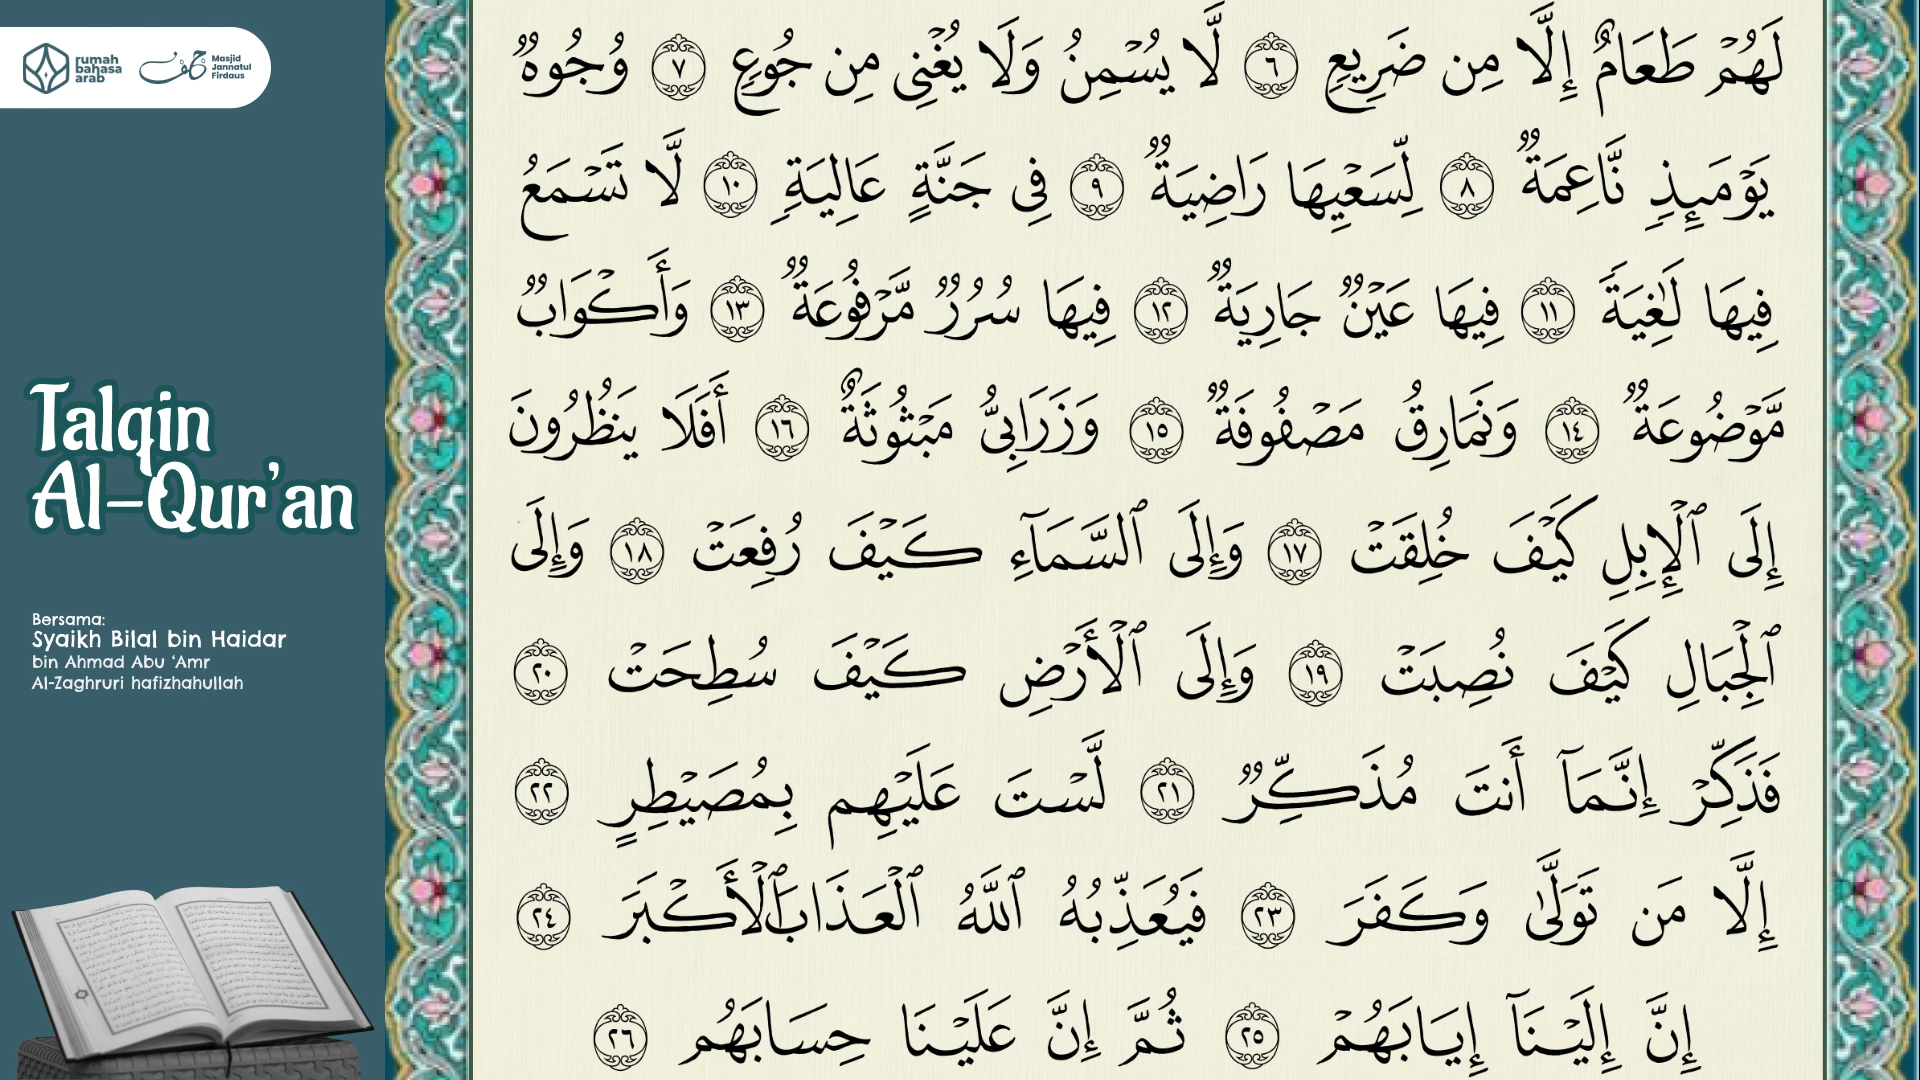 rumah
bahasa
arab
Masjid
Jannatul
Firdaus
Talqin
Al-Qur'an
Bersama:
Syaikh Bilal bin Haidar
bin Ahmad Abu ‘Amr
Al-Zaghruri hafizhahullah
لَهُمْ طَعَامٌ إِلَّا مِن ضَرِيعٍ ٦ لَّا يُسْمِنُ وَلَا يُغْنِى مِن جُوعٍ ٧ وُجُوهٌ
يَوْمَئِذٍ نَّاعِمَةٌ ٨ لِّسَعْيِهَا رَاضِيَةٌ ٩ فِى جَنَّةٍ عَالِيَةٍ ١٠ لَّا تَسْمَعُ
فِيهَا لَٰغِيَةً ١١ فِيهَا عَيْنٌ جَارِيَةٌ ١٢ فِيهَا سُرُرٌ مَّرْفُوعَةٌ ١٣ وَأَكْوَابٌ
مَّوْضُوعَةٌ ١٤ وَنَمَارِقُ مَصْفُوفَةٌ ١٥ وَزَرَابِىُّ مَبْثُوثَةٌ ١٦ أَفَلَا يَنظُرُونَ
إِلَى ٱلْإِبِلِ كَيْفَ خُلِقَتْ ١٧ وَإِلَى ٱلسَّمَآءِ كَيْفَ رُفِعَتْ ١٨ وَإِلَى
ٱلْجِبَالِ كَيْفَ نُصِبَتْ ١٩ وَإِلَى ٱلْأَرْضِ كَيْفَ سُطِحَتْ ٢٠
فَذَكِّرْ إِنَّمَآ أَنتَ مُذَكِّرٌ ٢١ لَّسْتَ عَلَيْهِم بِمُصَيْطِرٍ ٢٢
إِلَّا مَن تَوَلَّىٰ وَكَفَرَ ٢٣ فَيُعَذِّبُهُ ٱللَّهُ ٱلْعَذَابَ ٱلْأَكْبَرَ ٢٤
إِنَّ إِلَيْنَآ إِيَابَهُمْ ٢٥ ثُمَّ إِنَّ عَلَيْنَا حِسَابَهُم ٢٦